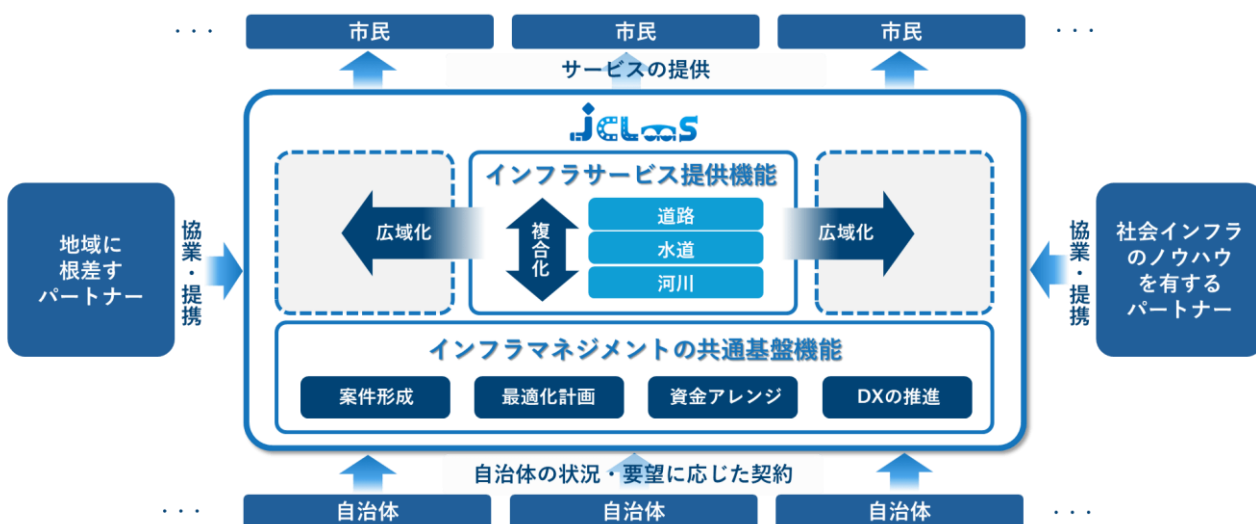 ・・・
市民
市民
市民
・・・
サービスの提供
JCLaaS
インフラサービス提供機能
広域化
複合化
道路
水道
河川
広域化
地域に
根差す
パートナー
協業・提携
協業・提携
社会インフラ
のノウハウ
を有する
パートナー
インフラマネジメントの共通基盤機能
案件形成
最適化計画
資金アレンジ
DXの推進
自治体の状況・要望に応じた契約
・・・
自治体
自治体
自治体
・・・